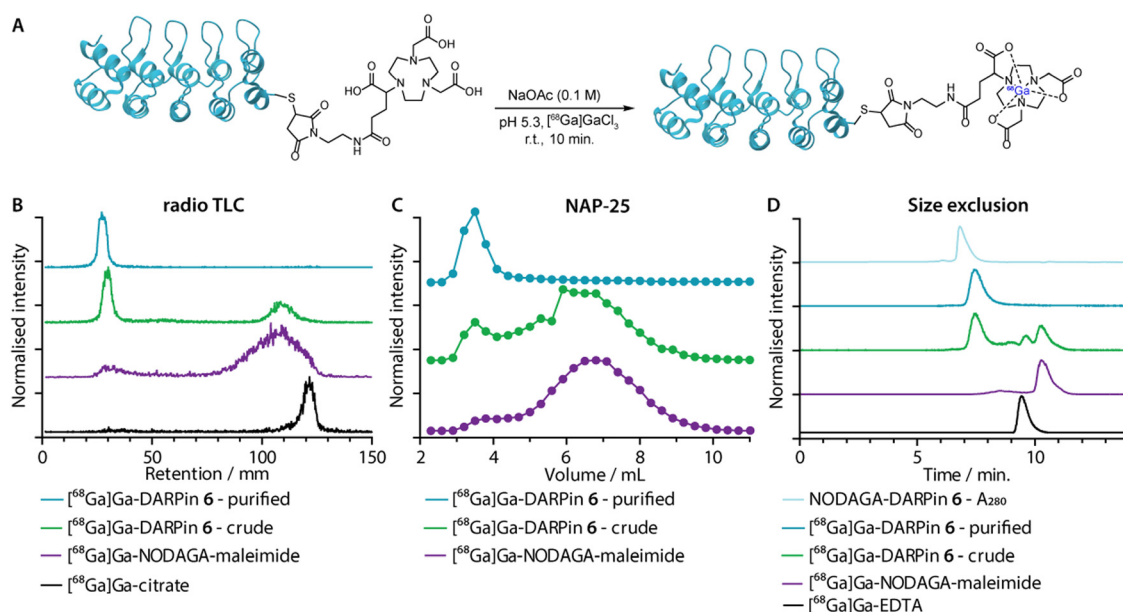 A
O
OH
O
HO
N
N
N
OH
O
O
S
O
N
O
N
H
O
NaOAc (0.1 M)
pH 5.3, [⁶⁸Ga]GaCl₃
r.t., 10 min.
S
O
N
O
H
N
O
O
O
N
N
N
⁶⁸Ga
O
O
O
O
B radio TLC
Normalised intensity
0 50 100 150
Retention / mm
[⁶⁸Ga]Ga-DARPin 6 - purified
[⁶⁸Ga]Ga-DARPin 6 - crude
[⁶⁸Ga]Ga-NODAGA-maleimide
[⁶⁸Ga]Ga-citrate
C NAP-25
Normalised intensity
2 4 6 8 10
Volume / mL
[⁶⁸Ga]Ga-DARPin 6 - purified
[⁶⁸Ga]Ga-DARPin 6 - crude
[⁶⁸Ga]Ga-NODAGA-maleimide
D Size exclusion
Normalised intensity
0 5 10
Time / min.
NODAGA-DARPin 6 - A₂₈₀
[⁶⁸Ga]Ga-DARPin 6 - purified
[⁶⁸Ga]Ga-DARPin 6 - crude
[⁶⁸Ga]Ga-NODAGA-maleimide
[⁶⁸Ga]Ga-EDTA